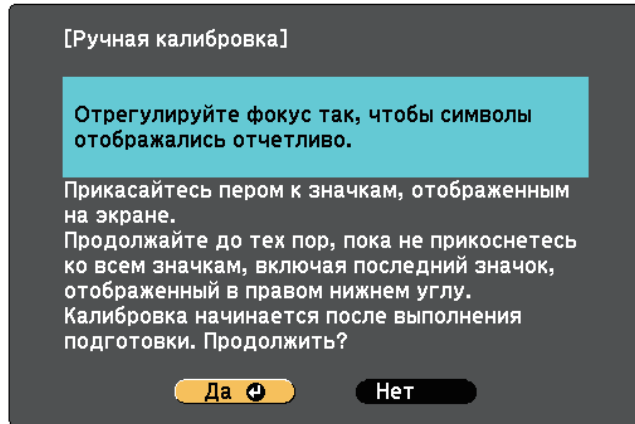 [Ручная калибровка]
Отрегулируйте фокус так, чтобы символы
отображались отчетливо.
Прикасайтесь пером к значкам, отображенным
на экране.
Продолжайте до тех пор, пока не прикоснетесь
ко всем значкам, включая последний значок,
отображенный в правом нижнем углу.
Калибровка начинается после выполнения
подготовки. Продолжить?
Да Нет